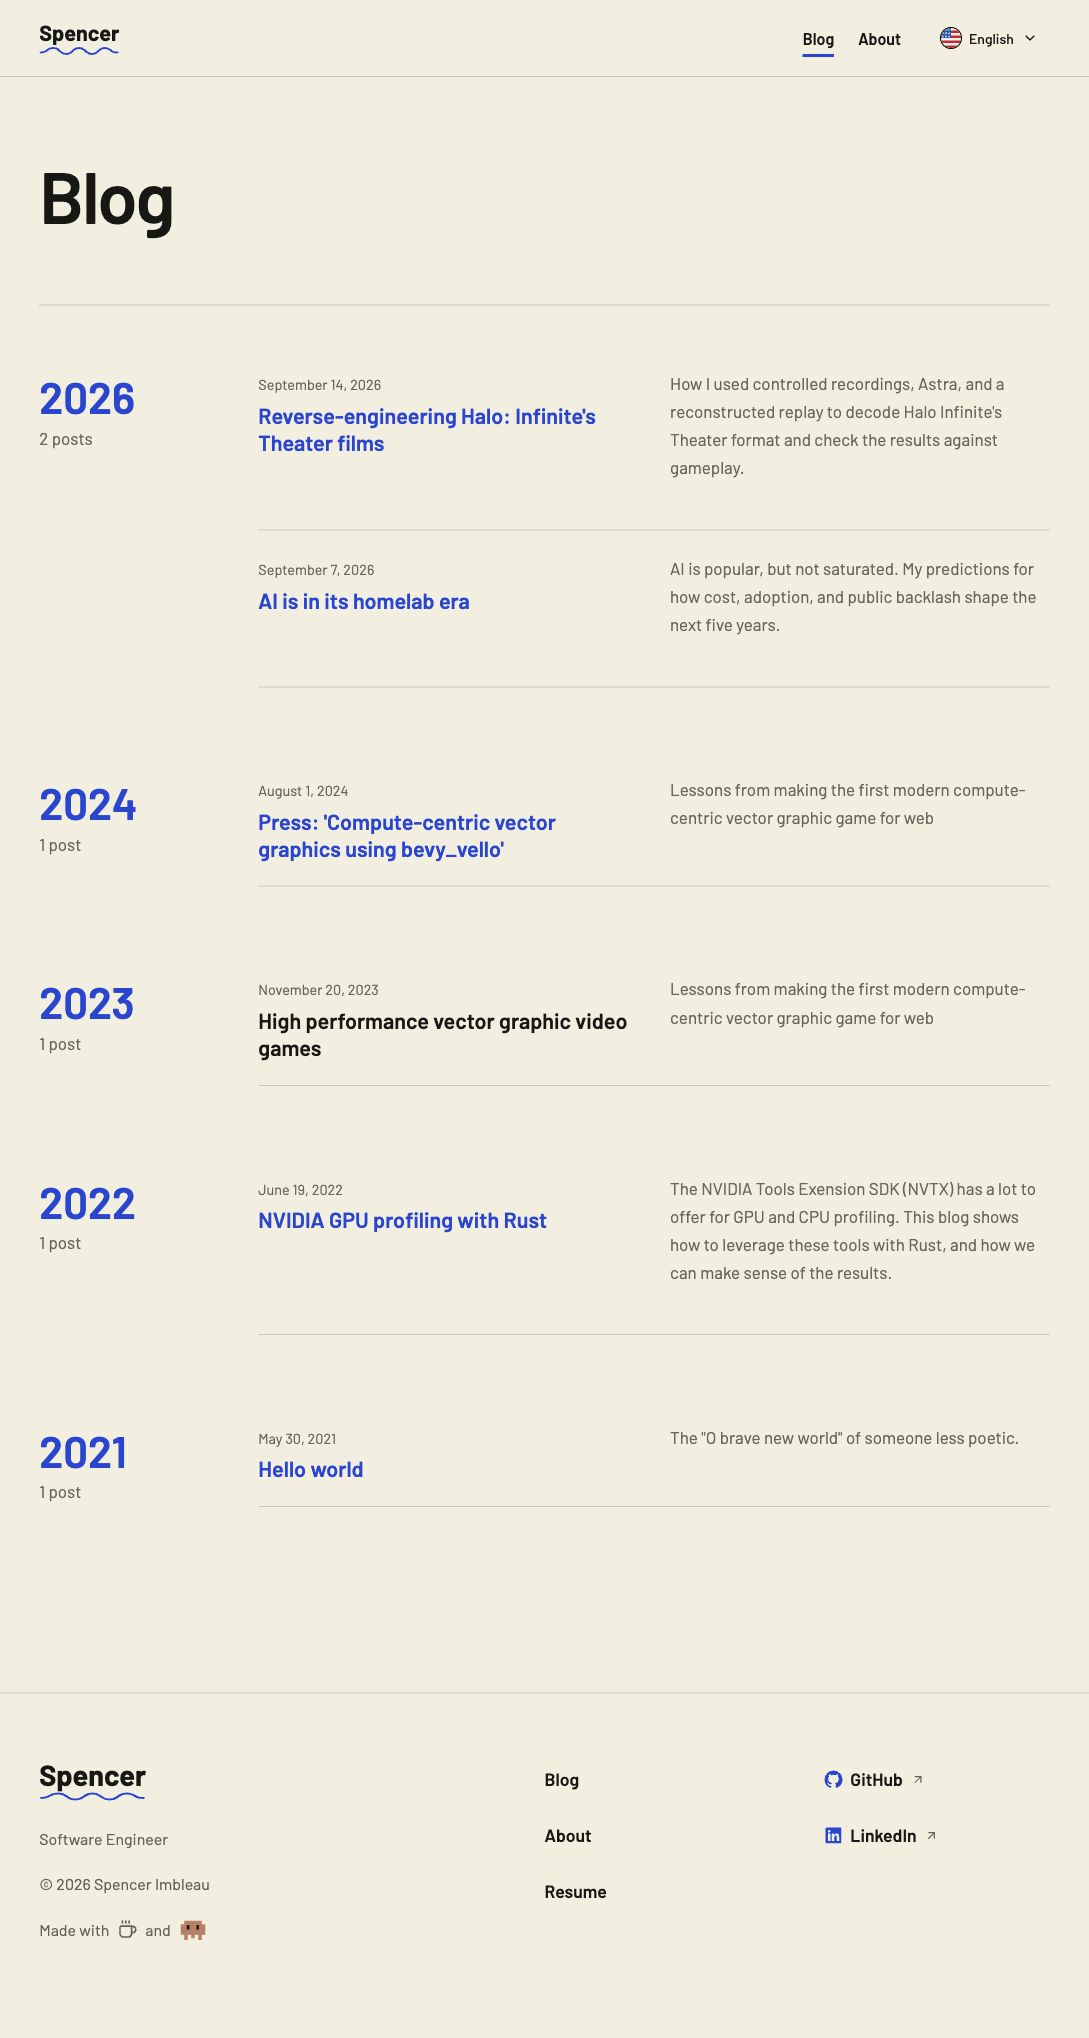 Spencer
Blog
About
English
Blog
2026
2 posts
September 14, 2026
Reverse-engineering Halo: Infinite's
Theater films
How I used controlled recordings, Astra, and a
reconstructed replay to decode Halo Infinite's
Theater format and check the results against
gameplay.
September 7, 2026
AI is in its homelab era
AI is popular, but not saturated. My predictions for
how cost, adoption, and public backlash shape the
next five years.
2024
1 post
August 1, 2024
Press: 'Compute-centric vector
graphics using bevy_vello'
Lessons from making the first modern compute-
centric vector graphic game for web
2023
1 post
November 20, 2023
High performance vector graphic video
games
Lessons from making the first modern compute-
centric vector graphic game for web
2022
1 post
June 19, 2022
NVIDIA GPU profiling with Rust
The NVIDIA Tools Exension SDK (NVTX) has a lot to
offer for GPU and CPU profiling. This blog shows
how to leverage these tools with Rust, and how we
can make sense of the results.
2021
1 post
May 30, 2021
Hello world
The "O brave new world" of someone less poetic.
Spencer
Software Engineer
© 2026 Spencer Imbleau
Made with and
Blog
About
Resume
GitHub
LinkedIn